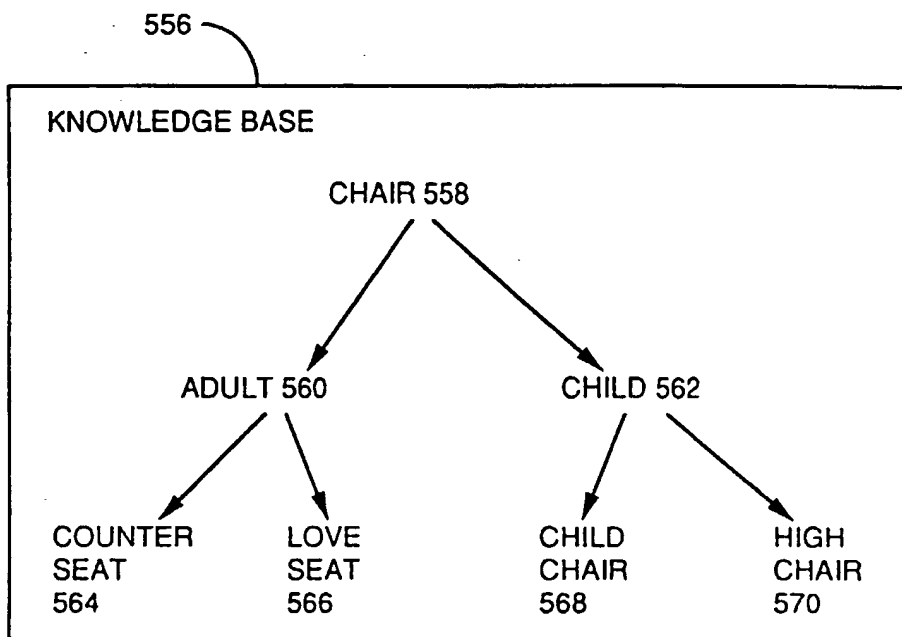 556
KNOWLEDGE BASE
CHAIR 558
ADULT 560
CHILD 562
COUNTER
SEAT
564
LOVE
SEAT
566
CHILD
CHAIR
568
HIGH
CHAIR
570